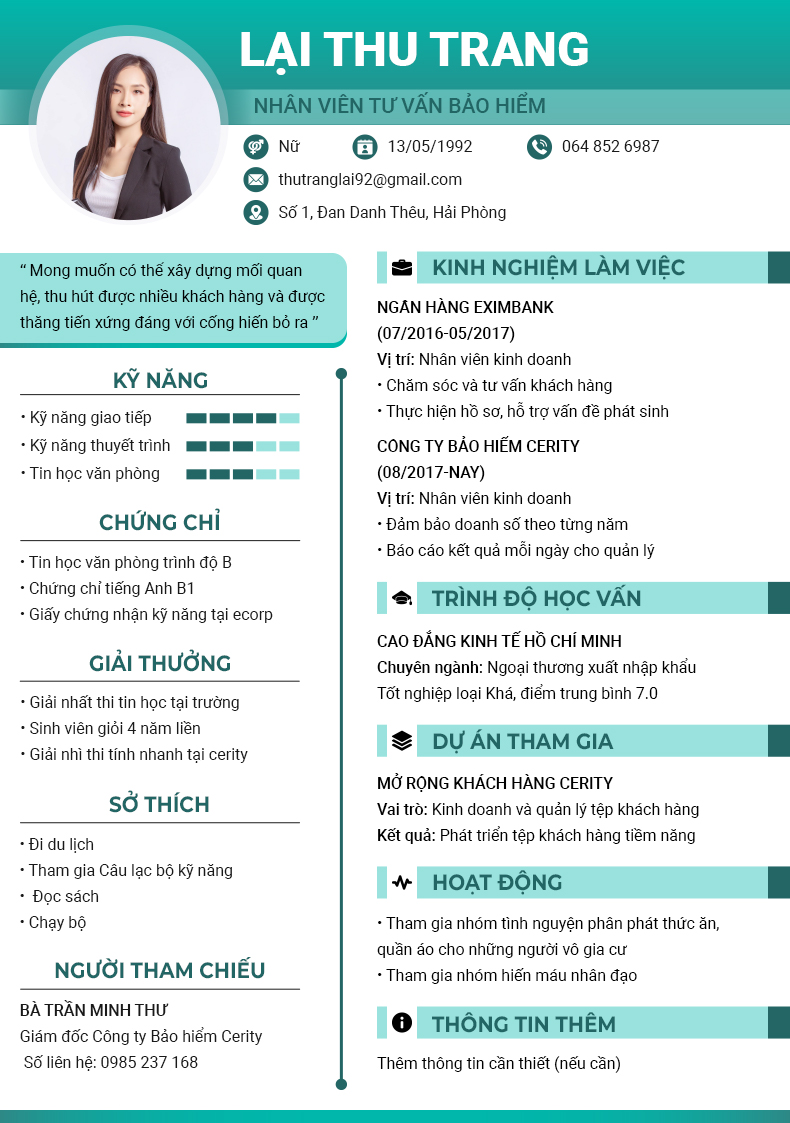 LẠI THU TRANG
NHÂN VIÊN TƯ VẤN BẢO HIỂM
Nữ
13/05/1992
064 852 6987
thutranglai92@gmail.com
Số 1, Đan Danh Thêu, Hải Phòng
“ Mong muốn có thể xây dựng mối quan
hệ, thu hút được nhiều khách hàng và được
thăng tiến xứng đáng với cống hiến bỏ ra ”
KỸ NĂNG
• Kỹ năng giao tiếp
• Kỹ năng thuyết trình
• Tin học văn phòng
CHỨNG CHỈ
• Tin học văn phòng trình độ B
• Chứng chỉ tiếng Anh B1
• Giấy chứng nhận kỹ năng tại ecorp
GIẢI THƯỞNG
• Giải nhất thi tin học tại trường
• Sinh viên giỏi 4 năm liền
• Giải nhì thi tính nhanh tại cerity
SỞ THÍCH
• Đi du lịch
• Tham gia Câu lạc bộ kỹ năng
• Đọc sách
• Chạy bộ
NGƯỜI THAM CHIẾU
BÀ TRẦN MINH THƯ
Giám đốc Công ty Bảo hiểm Cerity
Số liên hệ: 0985 237 168
KINH NGHIỆM LÀM VIỆC
NGÂN HÀNG EXIMBANK
(07/2016-05/2017)
Vị trí: Nhân viên kinh doanh
• Chăm sóc và tư vấn khách hàng
• Thực hiện hồ sơ, hỗ trợ vấn đề phát sinh
CÔNG TY BẢO HIỂM CERITY
(08/2017-NAY)
Vị trí: Nhân viên kinh doanh
• Đảm bảo doanh số theo từng năm
• Báo cáo kết quả mỗi ngày cho quản lý
TRÌNH ĐỘ HỌC VẤN
CAO ĐẲNG KINH TẾ HỒ CHÍ MINH
Chuyên ngành: Ngoại thương xuất nhập khẩu
Tốt nghiệp loại Khá, điểm trung bình 7.0
DỰ ÁN THAM GIA
MỞ RỘNG KHÁCH HÀNG CERITY
Vai trò: Kinh doanh và quản lý tệp khách hàng
Kết quả: Phát triển tệp khách hàng tiềm năng
HOẠT ĐỘNG
• Tham gia nhóm tình nguyện phân phát thức ăn,
quần áo cho những người vô gia cư
• Tham gia nhóm hiến máu nhân đạo
THÔNG TIN THÊM
Thêm thông tin cần thiết (nếu cần)